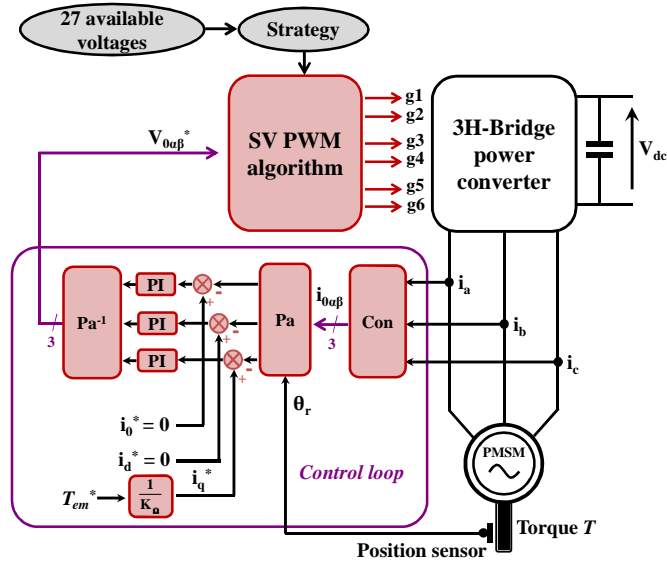 27 available
voltages
Strategy
V0αβ*
SV PWM
algorithm
g1
g2
g3
g4
g5
g6
3H-Bridge
power
converter
Vdc
Pa-1
PI
PI
PI
+
-
+
-
+
-
Pa
i0αβ
3
Con
3
ia
ib
ic
θr
i0* = 0
id* = 0
iq*
Tem*
1
KΩ
Control loop
PMSM
Torque T
Position sensor